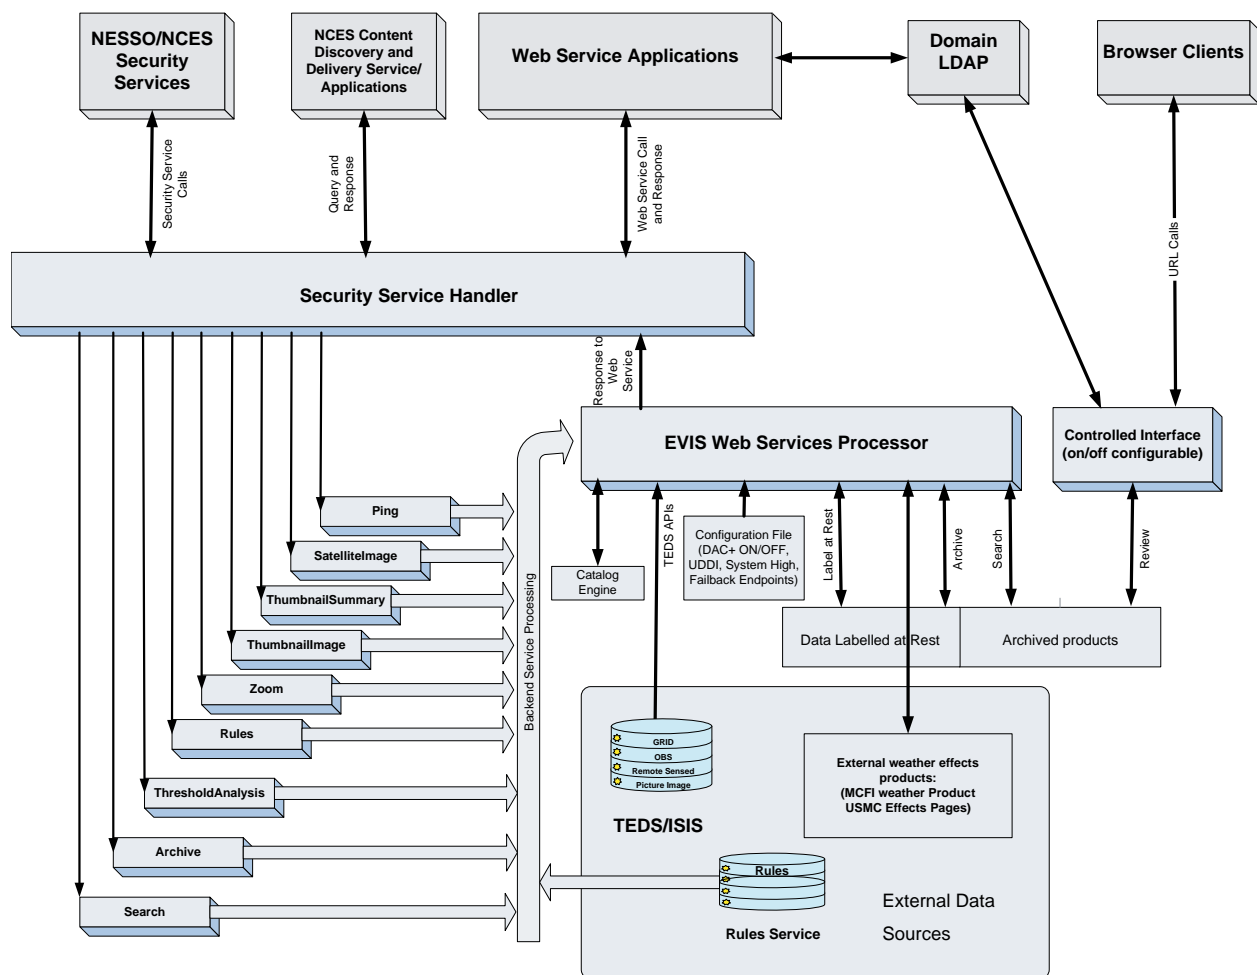 NESSO/NCES
Security
Services
NCES Content
Discovery and
Delivery Service/
Applications
Web Service Applications
Domain
LDAP
Browser Clients
Security Service
Calls
Query and
Response
Web Service Call
and Response
URL Calls
Security Service Handler
Response to
Web
Service
EVIS Web Services Processor
Controlled Interface
(on/off configurable)
Ping
SatelliteImage
ThumbnailSummary
ThumbnailImage
Zoom
Rules
ThresholdAnalysis
Archive
Search
Backend Service Processing
Catalog
Engine
TEDS APIs
Configuration File
(DAC+ ON/OFF,
UDDI, System High,
Failback Endpoints)
Label at Rest
Archive
Search
Review
Data Labelled at Rest
Archived products
GRID
OBS
Remote Sensed
Picture Image
TEDS/ISIS
External weather effects
products:
(MCFI weather Product
USMC Effects Pages)
Rules
Rules Service
External Data
Sources